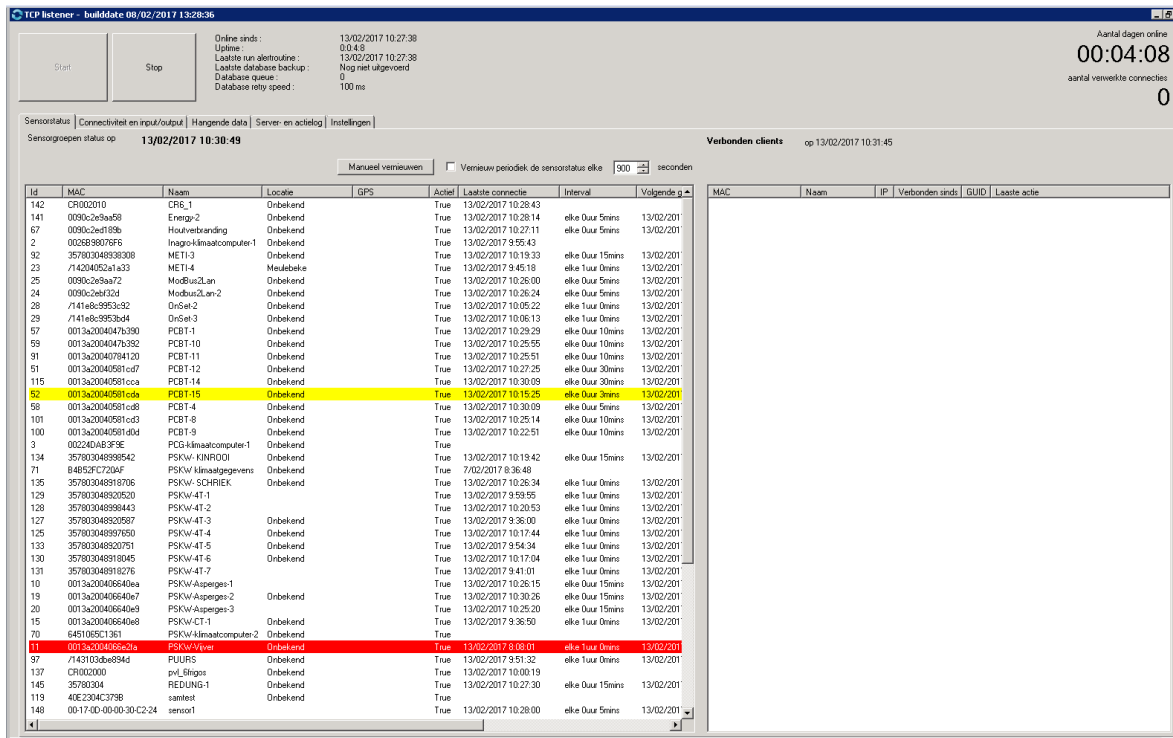 TCP listener - builddate 08/02/2017 13:28:36
Start
Stop
Online sinds : 13/02/2017 10:27:38
Uptime : 0:0:4:8
Laatste run alertroutine : 13/02/2017 10:27:38
Laatste database backup : Nog niet uitgevoerd
Database queue : 0
Database retry speed : 100 ms
Aantal dagen online
00:04:08
aantal verwerkte connecties
0
Sensorstatus Connectiviteit en input/output Hangende data Server- en actielog Instellingen
Sensorgroepen status op 13/02/2017 10:30:49
Verbonden clients op 13/02/2017 10:31:45
Manueel vernieuwen Vernieuw periodiek de sensorstatus elke 900 seconden
Id MAC Naam Locatie GPS Actief Laatste connectie Interval Volgende g
MAC Naam IP Verbonden sinds GUID Laaste actie
142 CR002010 CR6_1 Onbekend True 13/02/2017 10:28:43
141 0090c2e9aa58 Energy-2 Onbekend True 13/02/2017 10:28:14 elke 0uur 5mins 13/02/201
67 0090c2ed189b Houtverbranding Onbekend True 13/02/2017 10:27:11 elke 0uur 5mins 13/02/201
2 0026B98076F6 Inagro-klimaatcomputer-1 Onbekend True 13/02/2017 9:55:43
92 357803048938308 METI-3 Onbekend True 13/02/2017 10:19:33 elke 0uur 15mins 13/02/201
23 /14204052a1a33 METI-4 Meulebeke True 13/02/2017 9:45:18 elke 1uur 0mins 13/02/201
25 0090c2e9aa72 ModBus2Lan Onbekend True 13/02/2017 10:26:00 elke 0uur 5mins 13/02/201
24 0090c2ebf32d Modbus2Lan-2 Onbekend True 13/02/2017 10:26:24 elke 0uur 5mins 13/02/201
28 /141e8c9953c92 OnSet-2 Onbekend True 13/02/2017 10:05:22 elke 1uur 0mins 13/02/201
29 /141e8c9953bd4 OnSet-3 Onbekend True 13/02/2017 10:06:13 elke 1uur 0mins 13/02/201
57 0013a2004047b390 PCBT-1 Onbekend True 13/02/2017 10:29:29 elke 0uur 10mins 13/02/201
59 0013a2004047b392 PCBT-10 Onbekend True 13/02/2017 10:25:55 elke 0uur 10mins 13/02/201
91 0013a20040784120 PCBT-11 Onbekend True 13/02/2017 10:25:51 elke 0uur 10mins 13/02/201
51 0013a20040581cd7 PCBT-12 Onbekend True 13/02/2017 10:27:25 elke 0uur 30mins 13/02/201
115 0013a20040581cca PCBT-14 Onbekend True 13/02/2017 10:30:09 elke 0uur 30mins 13/02/201
52 0013a20040581cda PCBT-15 Onbekend True 13/02/2017 10:15:25 elke 0uur 3mins 13/02/201
58 0013a20040581cd8 PCBT-4 Onbekend True 13/02/2017 10:30:09 elke 0uur 5mins 13/02/201
101 0013a20040581cd3 PCBT-8 Onbekend True 13/02/2017 10:25:14 elke 0uur 10mins 13/02/201
100 0013a20040581d0d PCBT-9 Onbekend True 13/02/2017 10:22:51 elke 0uur 10mins 13/02/201
3 00224DAB3F9E PCG-klimaatcomputer-1 Onbekend True
134 357803048998542 PSKW- KINROOI Onbekend True 13/02/2017 10:19:42 elke 0uur 15mins 13/02/201
71 B4B52FC720AF PSKW klimaatgegevens Onbekend True 7/02/2017 8:36:48
135 357803048918706 PSKW- SCHRIEK Onbekend True 13/02/2017 10:26:34 elke 1uur 0mins 13/02/201
129 357803048920520 PSKW-4T-1 True 13/02/2017 9:59:55 elke 1uur 0mins 13/02/201
128 357803048998443 PSKW-4T-2 True 13/02/2017 10:20:53 elke 1uur 0mins 13/02/201
127 357803048920587 PSKW-4T-3 Onbekend True 13/02/2017 9:36:00 elke 1uur 0mins 13/02/201
125 357803048997650 PSKW-4T-4 Onbekend True 13/02/2017 10:17:44 elke 1uur 0mins 13/02/201
133 357803048920751 PSKW-4T-5 Onbekend True 13/02/2017 9:54:34 elke 1uur 0mins 13/02/201
130 357803048918045 PSKW-4T-6 Onbekend True 13/02/2017 10:17:04 elke 1uur 0mins 13/02/201
131 357803048918276 PSKW-4T-7 True 13/02/2017 9:41:01 elke 1uur 0mins 13/02/201
10 0013a200406640ea PSKW-Asperges-1 True 13/02/2017 10:26:15 elke 0uur 15mins 13/02/201
19 0013a200406640e7 PSKW-Asperges-2 Onbekend True 13/02/2017 10:30:26 elke 0uur 15mins 13/02/201
20 0013a200406640e9 PSKW-Asperges-3 True 13/02/2017 10:25:20 elke 0uur 15mins 13/02/201
15 0013a200406640e8 PSKW-CT-1 Onbekend True 13/02/2017 9:36:50 elke 1uur 0mins 13/02/201
70 6451065C1361 PSKW-klimaatcomputer-2 Onbekend True
11 0013a2004066e2fa PSKW-Vijver Onbekend True 13/02/2017 8:08:01 elke 1uur 0mins 13/02/201
97 /143103dbe894d PUURS Onbekend True 13/02/2017 9:51:32 elke 1uur 0mins 13/02/201
137 CR002000 pvl_6frigos Onbekend True 13/02/2017 10:00:19
145 35780304 REDUNG-1 Onbekend True 13/02/2017 10:27:30 elke 0uur 15mins 13/02/201
119 40E2304C379B samtest Onbekend True
148 00-17-0D-00-00-30-C2-24 sensor1 True 13/02/2017 10:28:00 elke 0uur 5mins 13/02/201